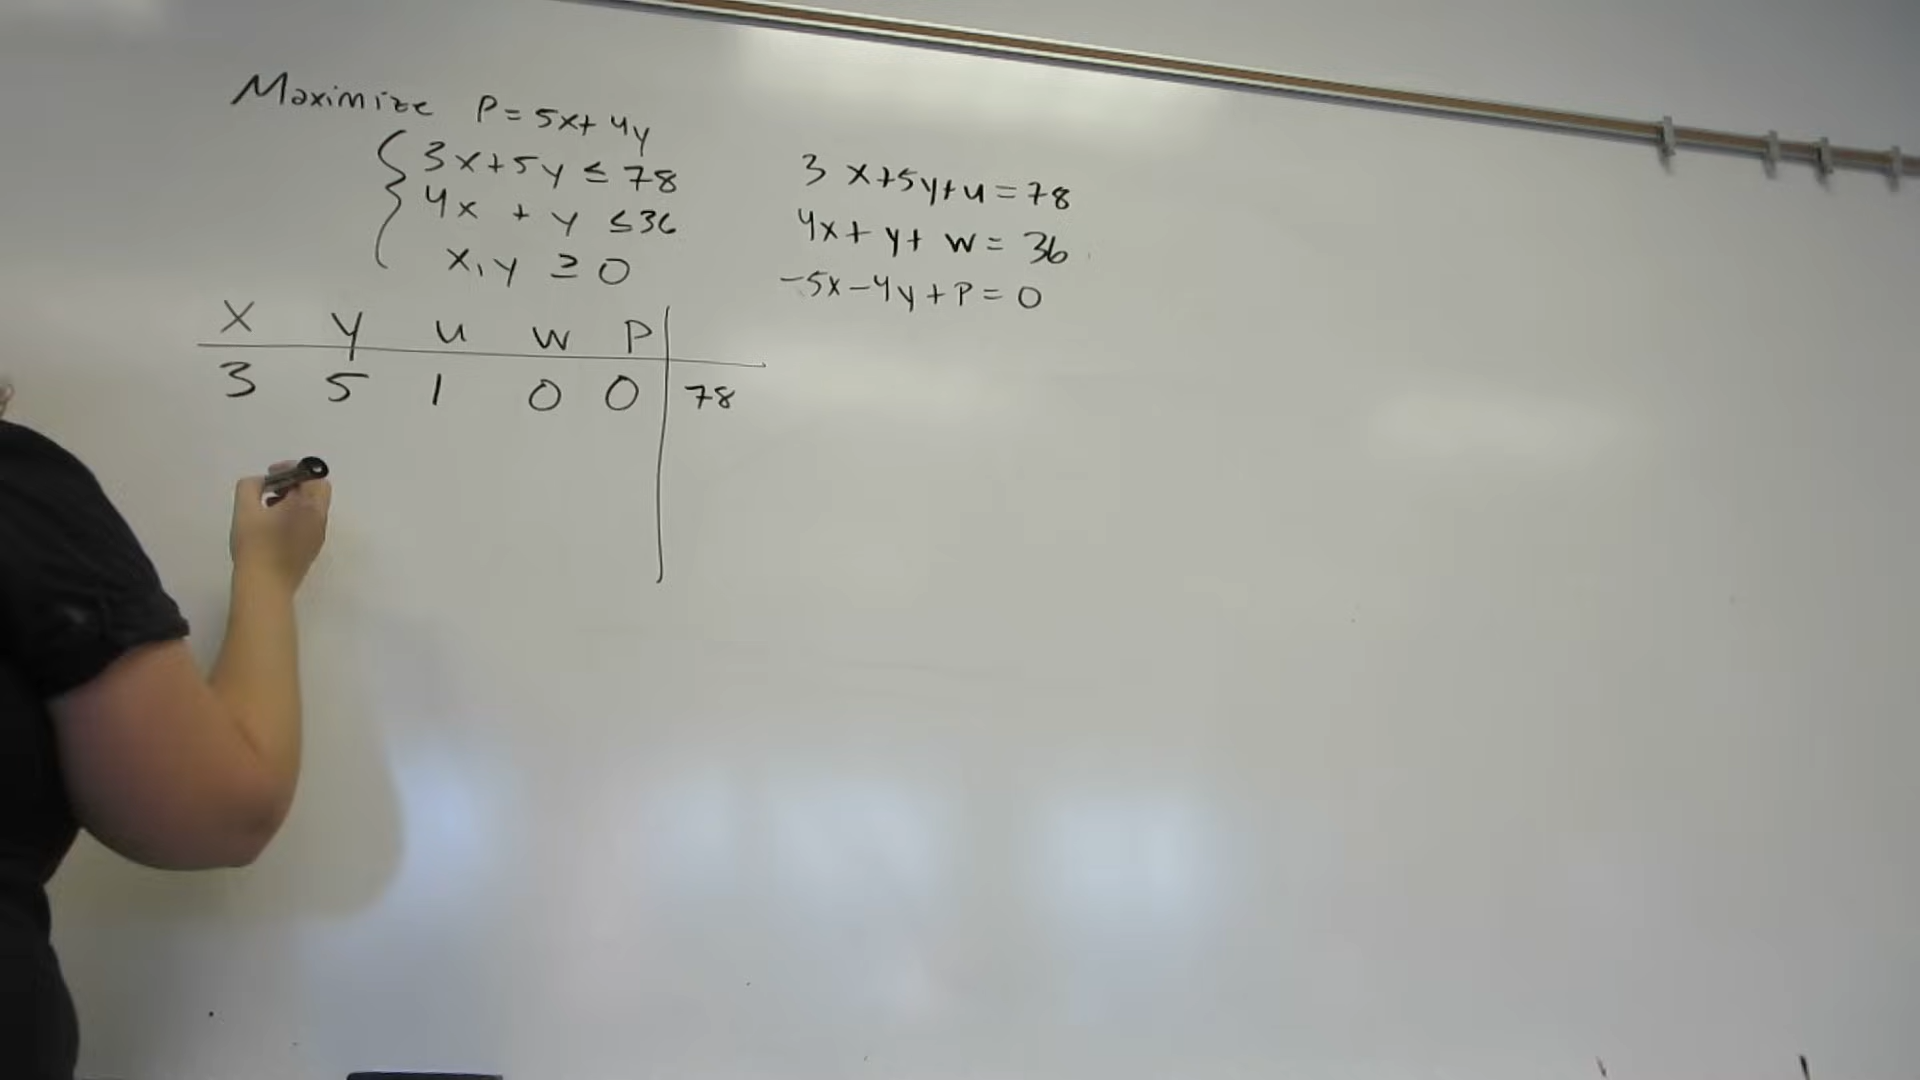 Maximize P = 5x + 4y
3x + 5y ≤ 78
4x + y ≤ 36
x, y ≥ 0
3x + 5y + u = 78
4x + y + w = 36
-5x - 4y + P = 0
x y u w P
3 5 1 0 0 78